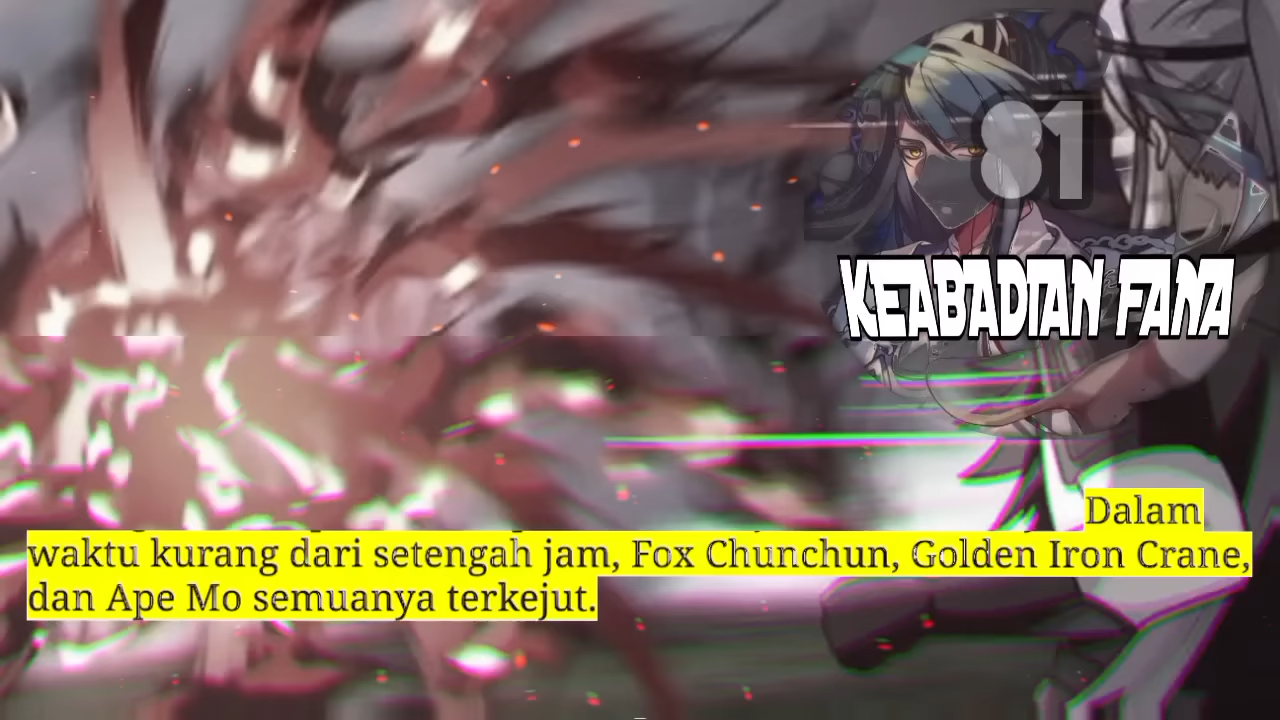 81
KEABADIAN FANA
Dalam
waktu kurang dari setengah jam, Fox Chunchun, Golden Iron Crane,
dan Ape Mo semuanya terkejut.